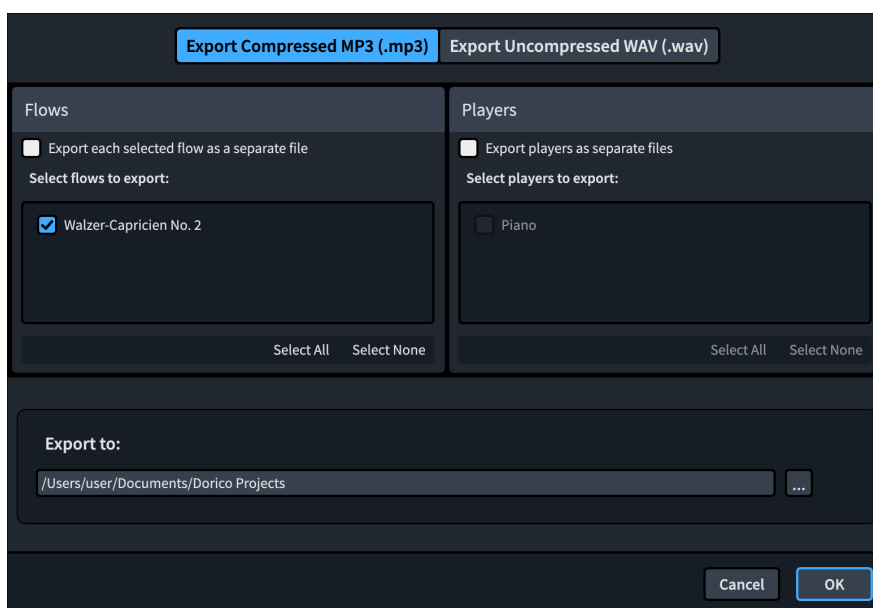 Export Compressed MP3 (.mp3)
Export Uncompressed WAV (.wav)
Flows
Export each selected flow as a separate file
Select flows to export:
Walzer-Capricien No. 2
Select All
Select None
Players
Export players as separate files
Select players to export:
Piano
Select All
Select None
Export to:
/Users/user/Documents/Dorico Projects
...
Cancel
OK